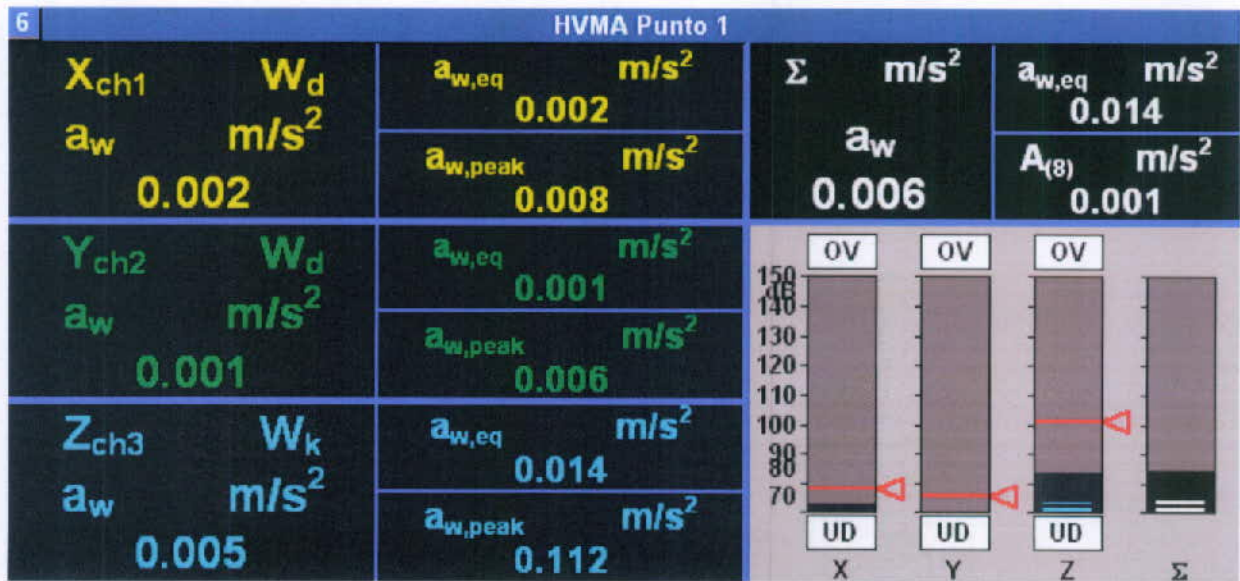 6
HVMA Punto 1
Xch1 Wd
aw m/s²
0.002
aw,eq m/s²
0.002
aw,peak m/s²
0.008
Σ m/s²
aw
0.006
aw,eq m/s²
0.014
A(8) m/s²
0.001
Ych2 Wd
aw m/s²
0.001
aw,eq m/s²
0.001
aw,peak m/s²
0.006
Zch3 Wk
aw m/s²
0.005
aw,eq m/s²
0.014
aw,peak m/s²
0.112
OV OV OV
150
dB
140
130
120
110
100
90
80
70
UD UD UD
X Y Z Σ